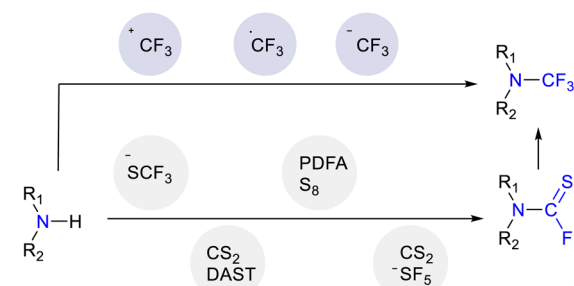 +CF3
·CF3
-CF3
R1
N-CF3
R2
-SCF3
PDFA
S8
R1
N-H
R2
R1
S
N-C
R2
F
CS2
DAST
CS2
-SF5